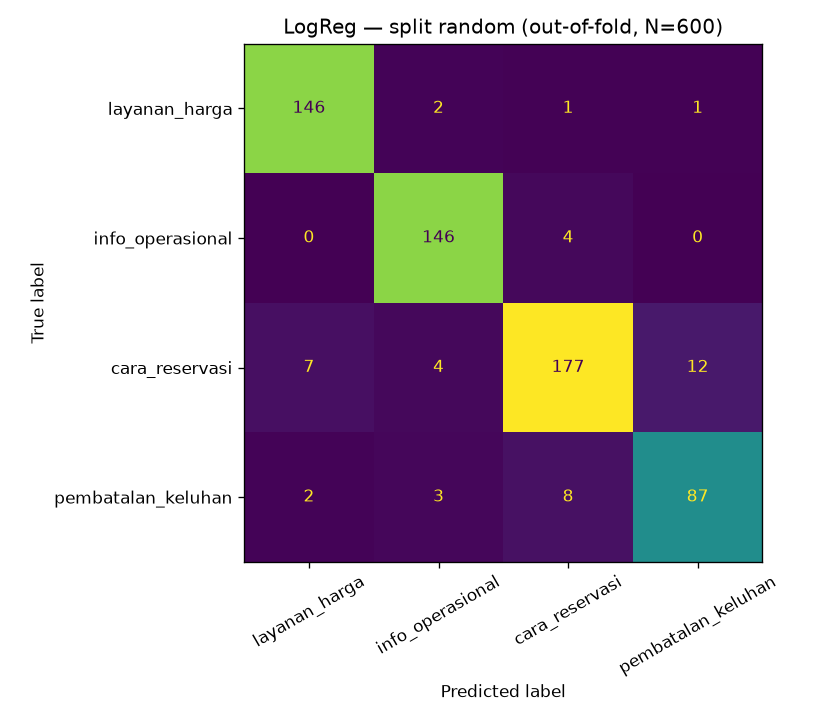 LogReg — split random (out-of-fold, N=600)
layanan_harga
146 2 1 1
info_operasional
0 146 4 0
cara_reservasi
7 4 177 12
pembatalan_keluhan
2 3 8 87
True label
layanan_harga
info_operasional
cara_reservasi
pembatalan_keluhan
Predicted label